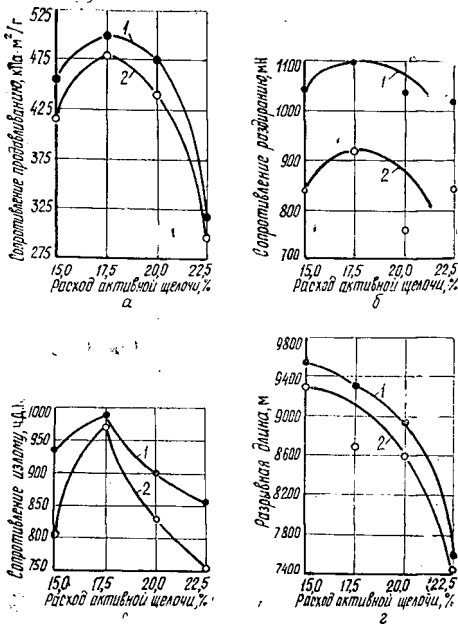 Сопротивление продавливанию, кПа·м²/г
525
475
425
375
325
275
1
2
15,0 17,5 20,0 22,5
Расход активной щелочи, %
а
Сопротивление раздиранию, мН
1100
1000
900
800
700
1
2
15,0 17,5 20,0 22,5
Расход активной щелочи, %
б
Сопротивление излому, ч.д.п.
1000
950
900
800
750
1
2
15,0 17,5 20,0 22,5
Расход активной щелочи, %
Разрывная длина, м
9800
9400
9000
8600
8200
7800
7400
1
2
15,0 17,5 20,0 22,5
Расход активной щелочи, %
г